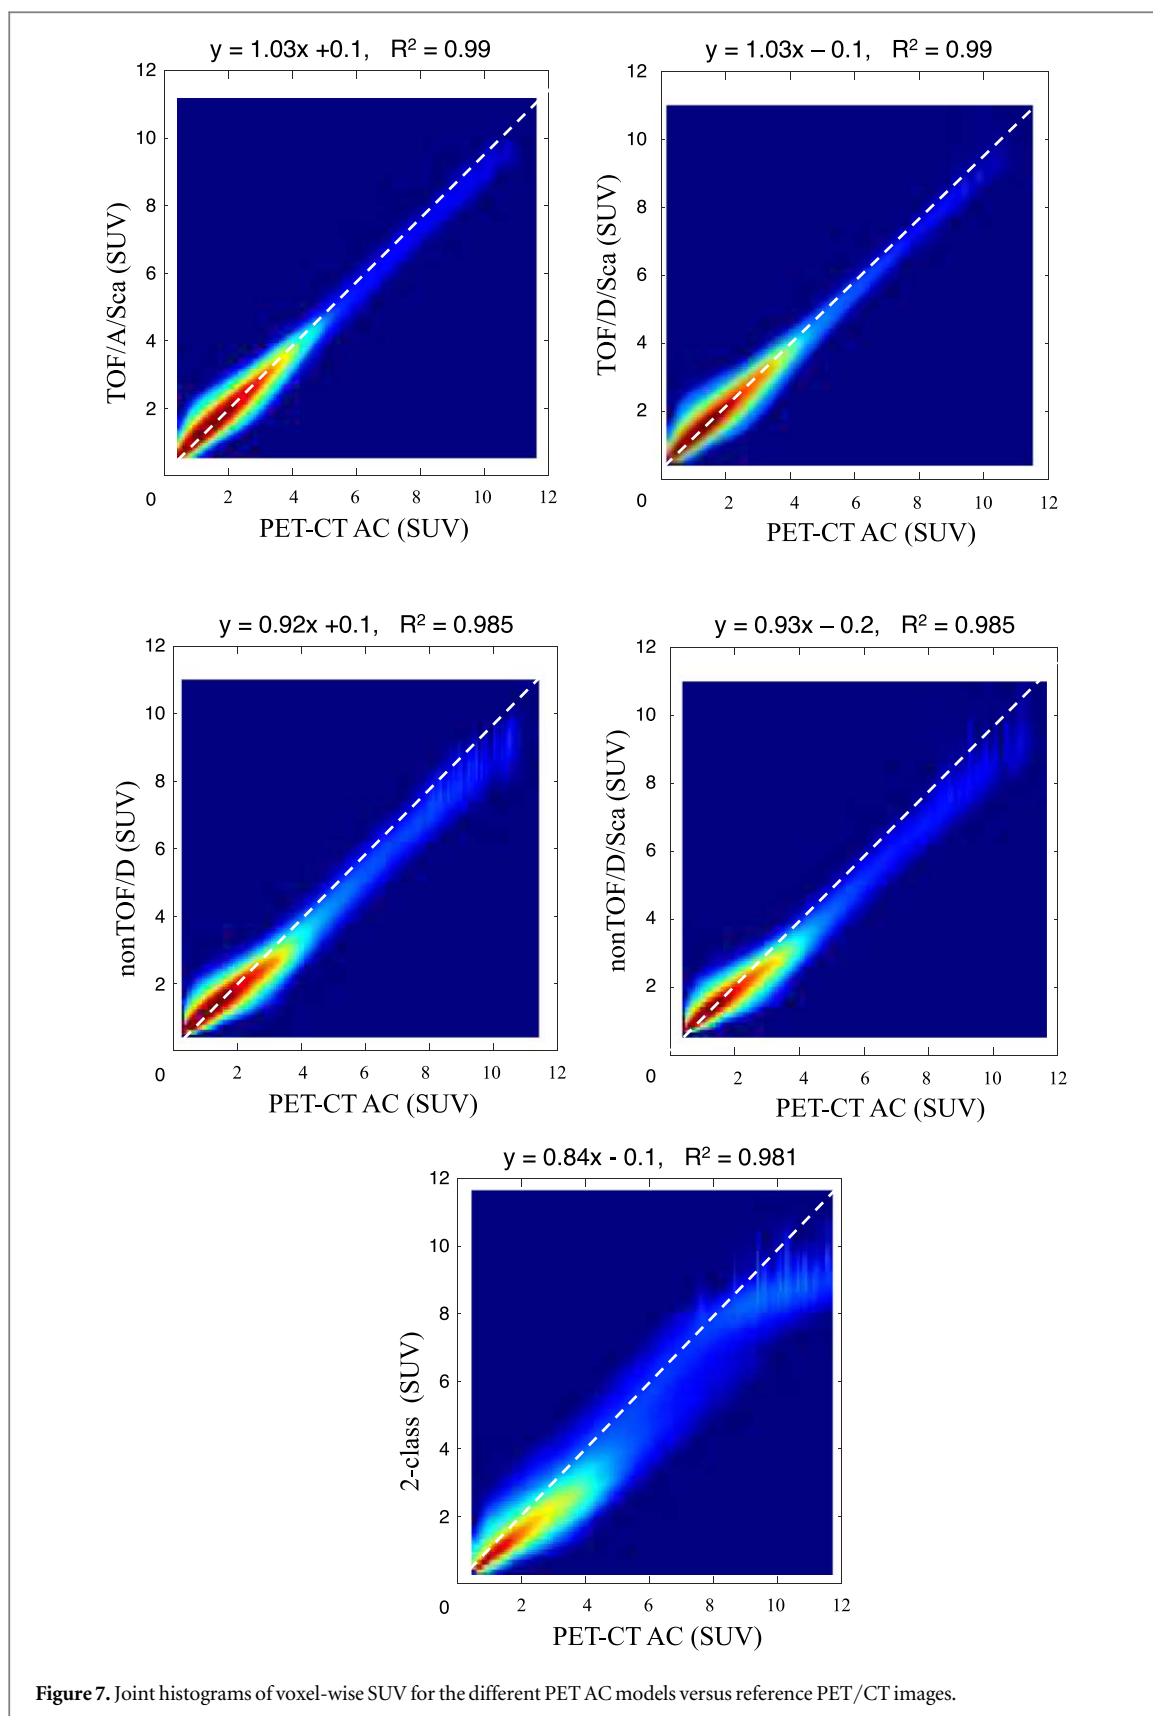 y = 1.03x +0.1, R² = 0.99
12
10
8
6
4
2
0
2 4 6 8 10 12
TOF/A/Sca (SUV)
PET-CT AC (SUV)
y = 1.03x – 0.1, R² = 0.99
12
10
8
6
4
2
0
2 4 6 8 10 12
TOF/D/Sca (SUV)
PET-CT AC (SUV)
y = 0.92x +0.1, R² = 0.985
12
10
8
6
4
2
0
2 4 6 8 10 12
nonTOF/D (SUV)
PET-CT AC (SUV)
y = 0.93x – 0.2, R² = 0.985
12
10
8
6
4
2
0
2 4 6 8 10 12
nonTOF/D/Sca (SUV)
PET-CT AC (SUV)
y = 0.84x - 0.1, R² = 0.981
12
10
8
6
4
2
0
2 4 6 8 10 12
2-class (SUV)
PET-CT AC (SUV)
Figure 7. Joint histograms of voxel-wise SUV for the different PET AC models versus reference PET/CT images.